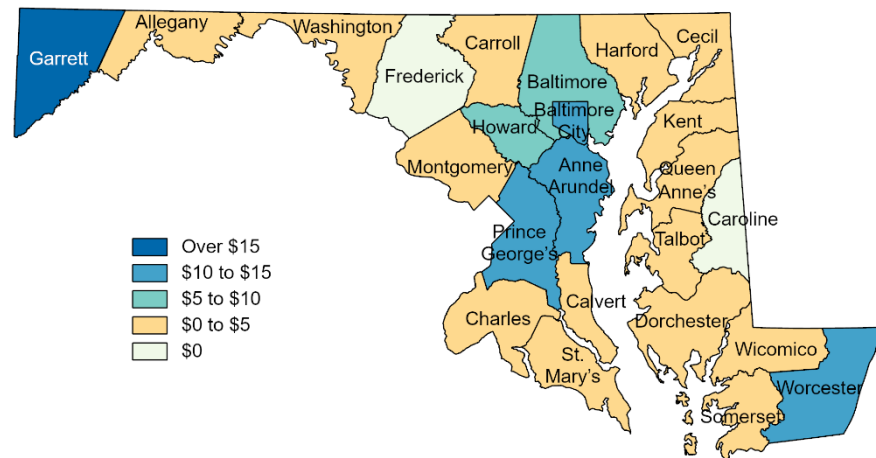 Garrett
Allegany
Washington
Frederick
Carroll
Baltimore
Harford
Cecil
Baltimore
City
Howard
Kent
Montgomery
Anne
Arundel
Queen
Anne's
Caroline
Prince
George's
Talbot
Over $15
$10 to $15
$5 to $10
$0 to $5
$0
Charles
Calvert
Dorchester
St.
Mary's
Wicomico
Worcester
Somerset